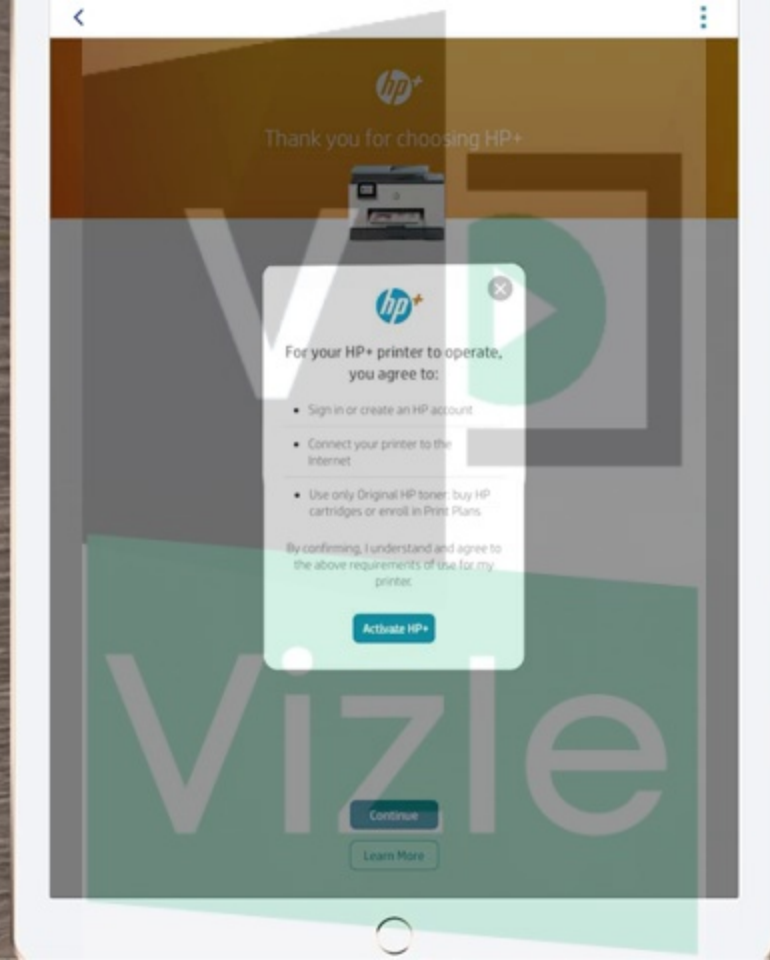 hp+
Thank you for choosing HP+
V
hp+
For your HP+ printer to operate,
you agree to:
• Sign in or create an HP account
• Connect your printer to the
Internet
• Use only Original HP toner: buy HP
cartridges or enroll in Print Plans
By confirming, I understand and agree to
the above requirements of use for my
printer.
Activate HP+
Vizle
Continue
Learn More